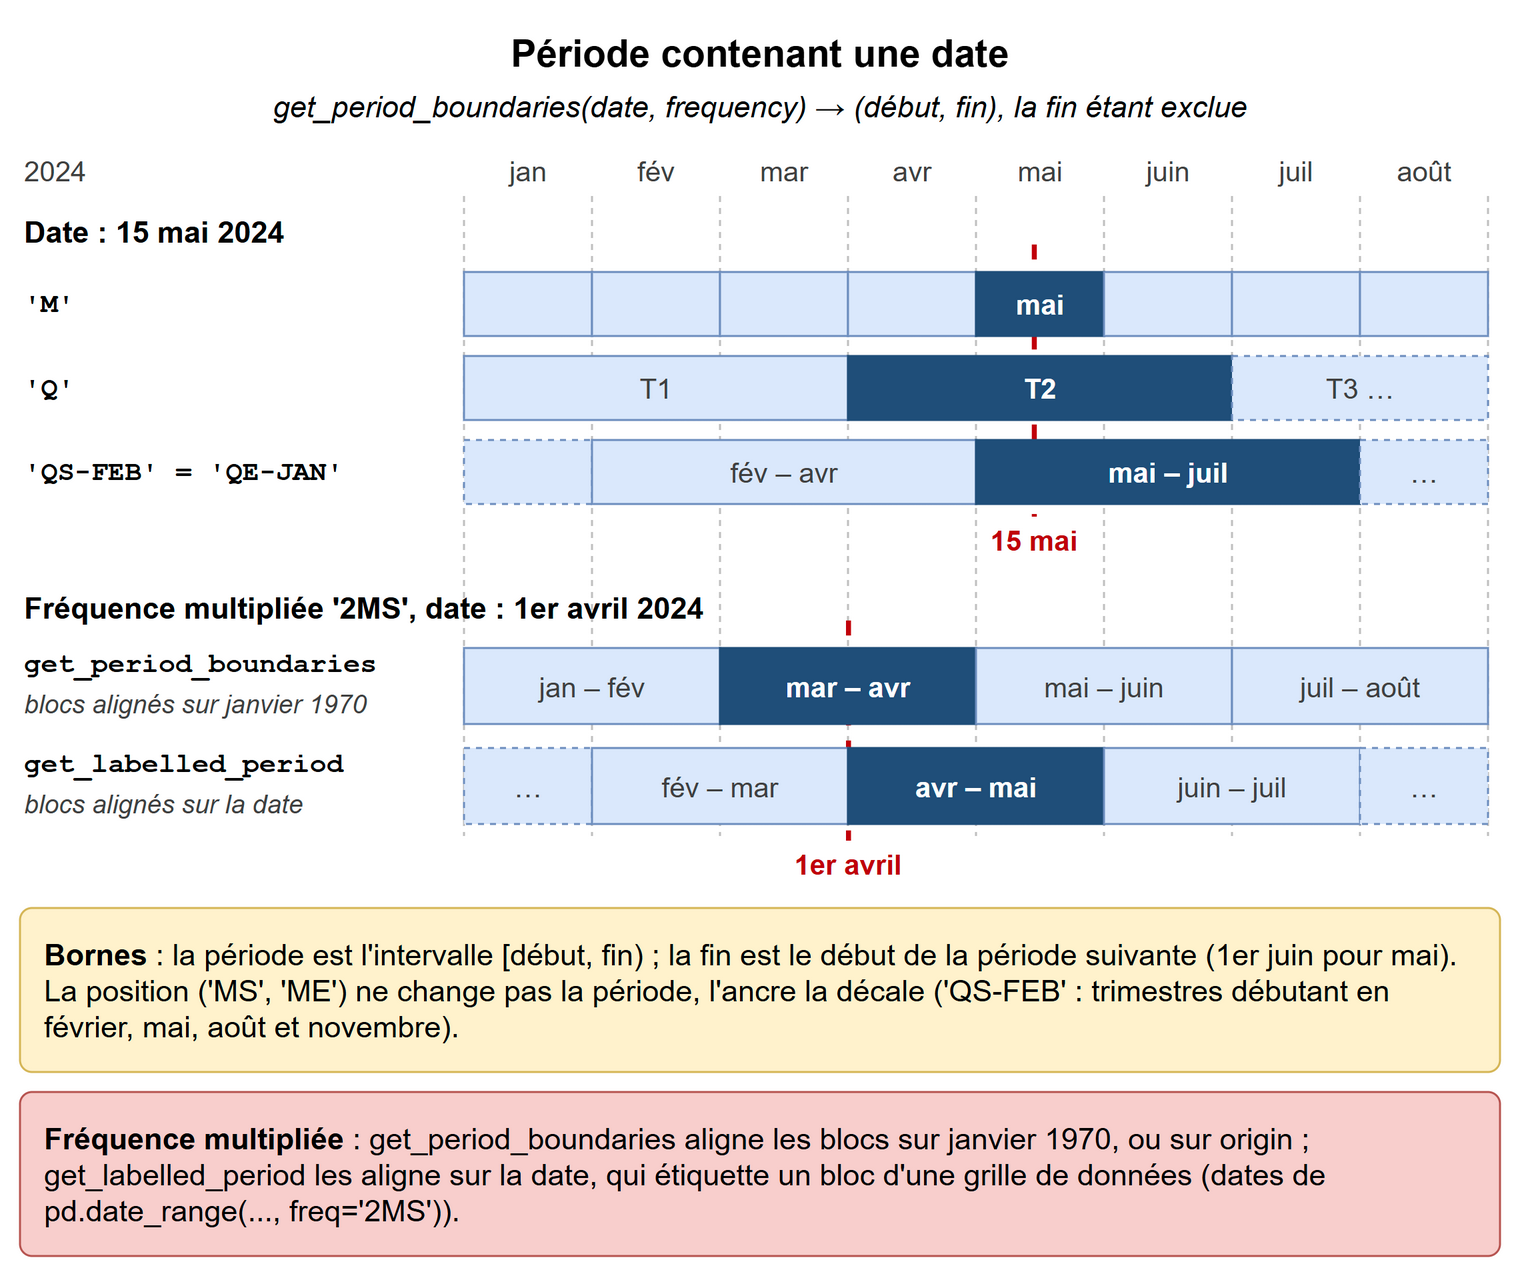 Période contenant une date
get_period_boundaries(date, frequency) → (début, fin), la fin étant exclue
2024 jan fév mar avr mai juin juil août
Date : 15 mai 2024
'M' mai
'Q' T1 T2 T3 …
'QS-FEB' = 'QE-JAN' fév – avr mai – juil …
15 mai
Fréquence multipliée '2MS', date : 1er avril 2024
get_period_boundaries
blocs alignés sur janvier 1970
jan – fév mar – avr mai – juin juil – août
get_labelled_period
blocs alignés sur la date
… fév – mar avr – mai juin – juil …
1er avril
Bornes : la période est l'intervalle [début, fin) ; la fin est le début de la période suivante (1er juin pour mai).
La position ('MS', 'ME') ne change pas la période, l'ancre la décale ('QS-FEB' : trimestres débutant en
février, mai, août et novembre).
Fréquence multipliée : get_period_boundaries aligne les blocs sur janvier 1970, ou sur origin ;
get_labelled_period les aligne sur la date, qui étiquette un bloc d'une grille de données (dates de
pd.date_range(..., freq='2MS')).